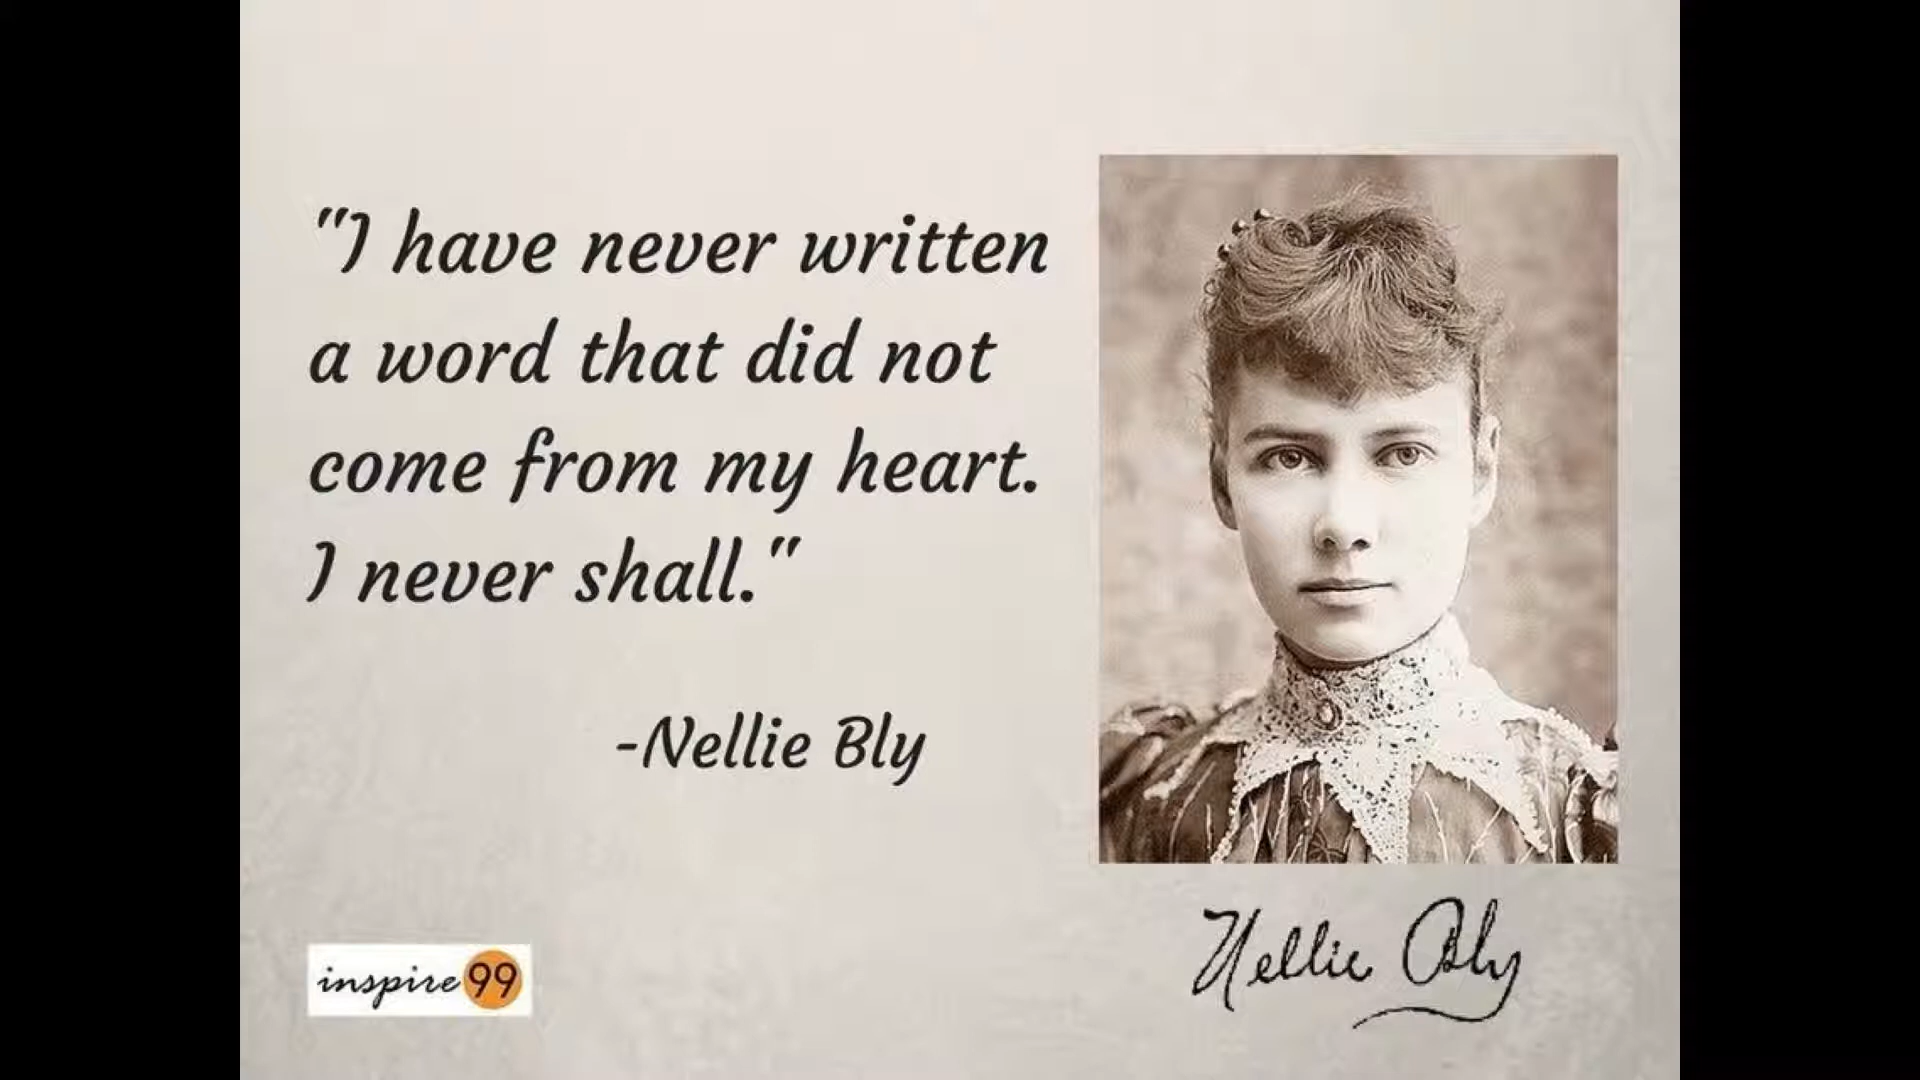 "I have never written
a word that did not
come from my heart.
I never shall."
-Nellie Bly
Nellie Bly
inspire99